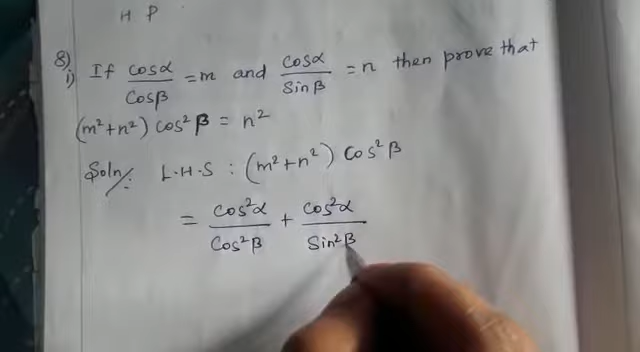 H P
8) i) If cosα/cosβ = m and cosα/sinβ = n then prove that
(m²+n²) cos²β = n²
Soln: L.H.S : (m²+n²) cos²β
= cos²α/cos²β + cos²α/sin²β